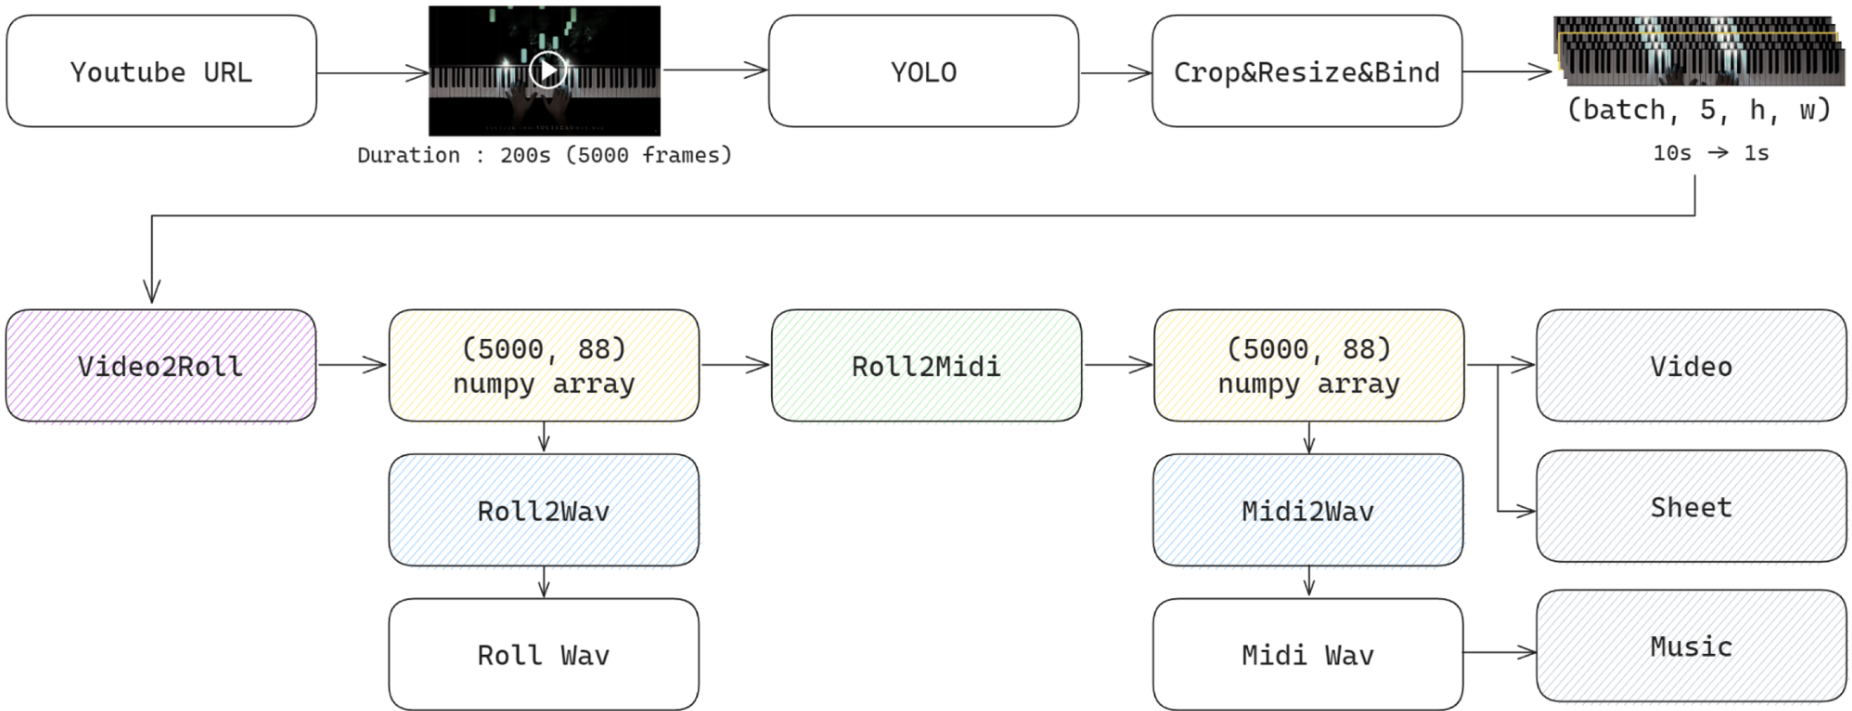 Youtube URL
YOLO
Crop&Resize&Bind
(batch, 5, h, w)
Duration : 200s (5000 frames)
10s → 1s
Video2Roll
(5000, 88)
numpy array
Roll2Midi
(5000, 88)
numpy array
Video
Roll2Wav
Midi2Wav
Sheet
Roll Wav
Midi Wav
Music